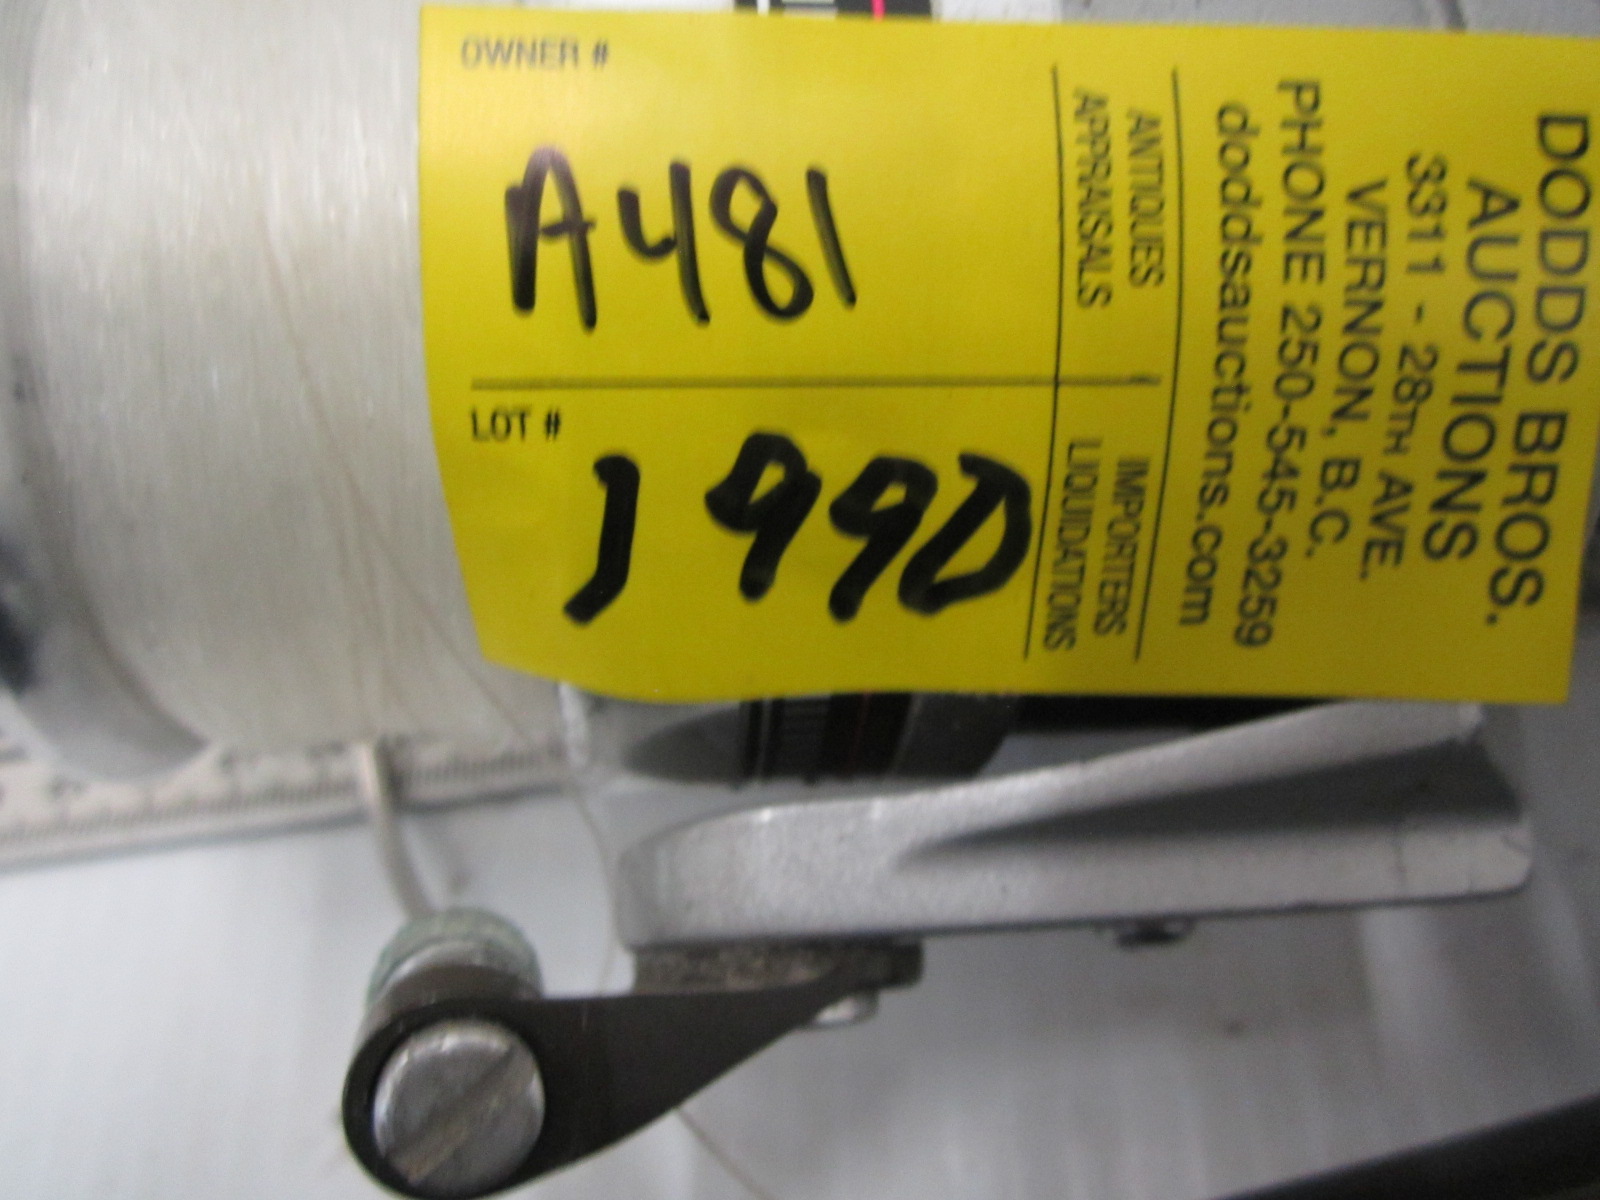 OWNER #
A481
LOT #
1990
DODDS BROS.
AUCTIONS
3311 - 28TH AVE.
VERNON, B.C.
PHONE 250-545-3259
doddsauctions.com
ANTIQUES IMPORTERS
APPRAISALS LIQUIDATIONS